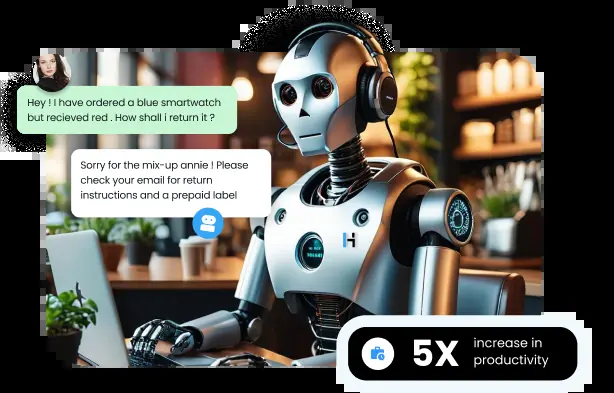 Hey ! I have ordered a blue smartwatch
but recieved red . How shall i return it ?
Sorry for the mix-up annie ! Please
check your email for return
instructions and a prepaid label
H
5X
increase in
productivity